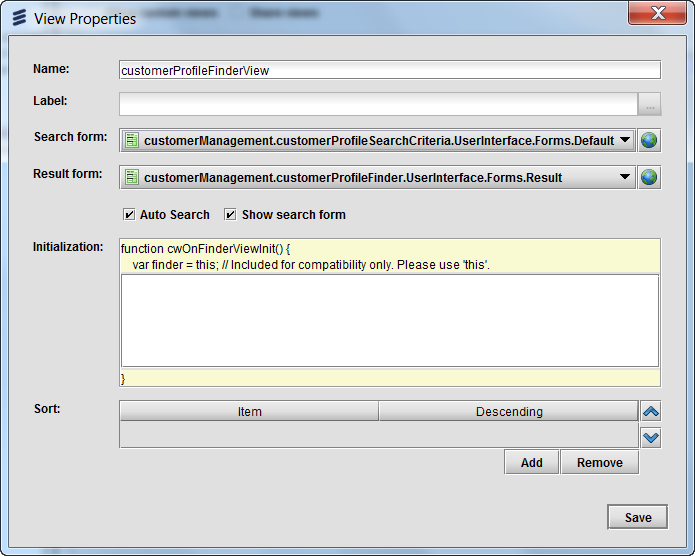 View Properties
Name:
customerProfileFinderView
Label:
...
Search form:
customerManagement.customerProfileSearchCriteria.UserInterface.Forms.Default
Result form:
customerManagement.customerProfileFinder.UserInterface.Forms.Result
Auto Search
Show search form
Initialization:
function cwOnFinderViewInit() {
var finder = this; // Included for compatibility only. Please use 'this'.
}
Sort:
Item
Descending
Add
Remove
Save